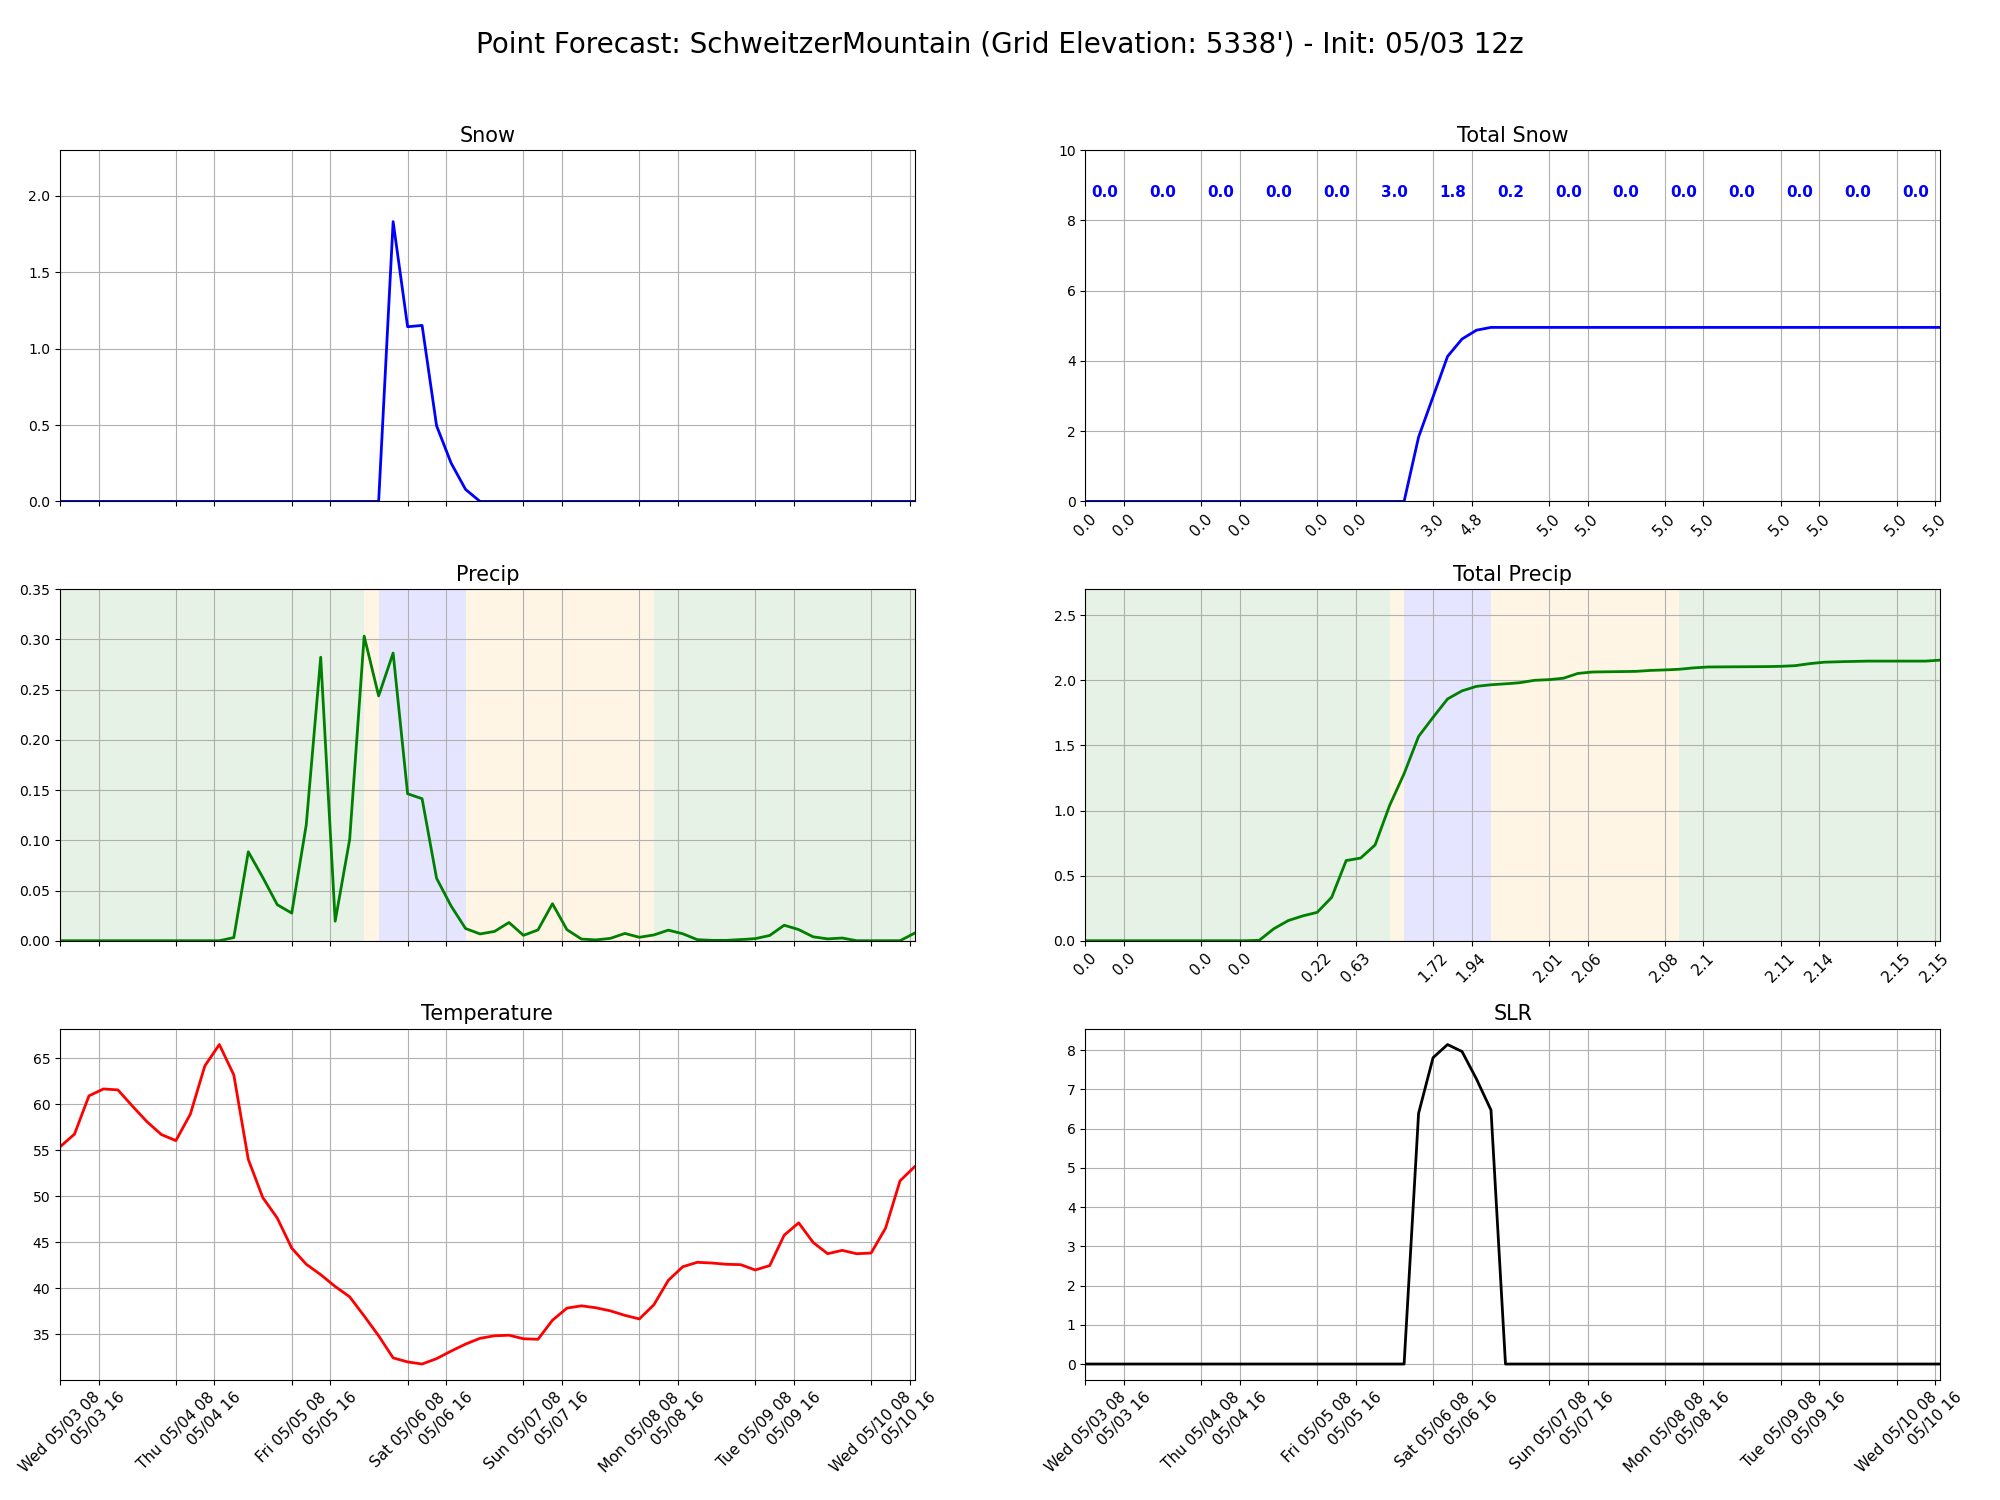 Point Forecast: SchweitzerMountain (Grid Elevation: 5338') - Init: 05/03 12z
Snow
2.0
1.5
1.0
0.5
0.0
Total Snow
10
8
6
4
2
0
0.0 0.0 0.0 0.0 0.0 3.0 1.8 0.2 0.0 0.0 0.0 0.0 0.0 0.0 0.0
0.0 0.0 0.0 0.0 0.0 0.0 3.0 4.8 5.0 5.0 5.0 5.0 5.0 5.0 5.0 5.0
Precip
0.35
0.30
0.25
0.20
0.15
0.10
0.05
0.00
Total Precip
2.5
2.0
1.5
1.0
0.5
0.0
0.0 0.0 0.0 0.0 0.22 0.63 1.72 1.94 2.01 2.06 2.08 2.1 2.11 2.14 2.15 2.15
Temperature
65
60
55
50
45
40
35
Wed 05/03 08
05/03 16
Thu 05/04 08
05/04 16
Fri 05/05 08
05/05 16
Sat 05/06 08
05/06 16
Sun 05/07 08
05/07 16
Mon 05/08 08
05/08 16
Tue 05/09 08
05/09 16
Wed 05/10 08
05/10 16
SLR
8
7
6
5
4
3
2
1
0
Wed 05/03 08
05/03 16
Thu 05/04 08
05/04 16
Fri 05/05 08
05/05 16
Sat 05/06 08
05/06 16
Sun 05/07 08
05/07 16
Mon 05/08 08
05/08 16
Tue 05/09 08
05/09 16
Wed 05/10 08
05/10 16